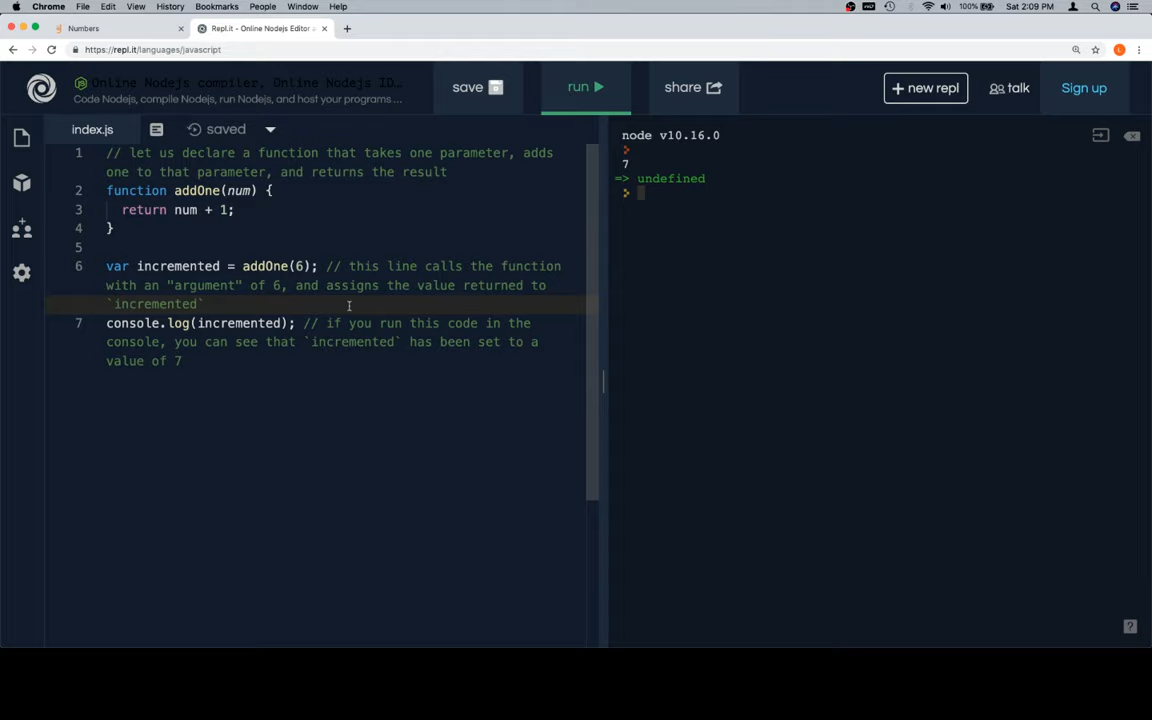 Chrome File Edit View History Bookmarks People Window Help 100% Sat 2:09 PM
Numbers × Repl.it - Online Nodejs Editor × +
https://repl.it/languages/javascript
Online Nodejs compiler, Online Nodejs ID...
Code Nodejs, compile Nodejs, run Nodejs, and host your programs ...
save run share + new repl talk Sign up
index.js saved
1 // let us declare a function that takes one parameter, adds
one to that parameter, and returns the result
2 function addOne(num) {
3 return num + 1;
4 }
5
6 var incremented = addOne(6); // this line calls the function
with an "argument" of 6, and assigns the value returned to
`incremented`
7 console.log(incremented); // if you run this code in the
console, you can see that `incremented` has been set to a
value of 7
node v10.16.0
>
7
=> undefined
>
?